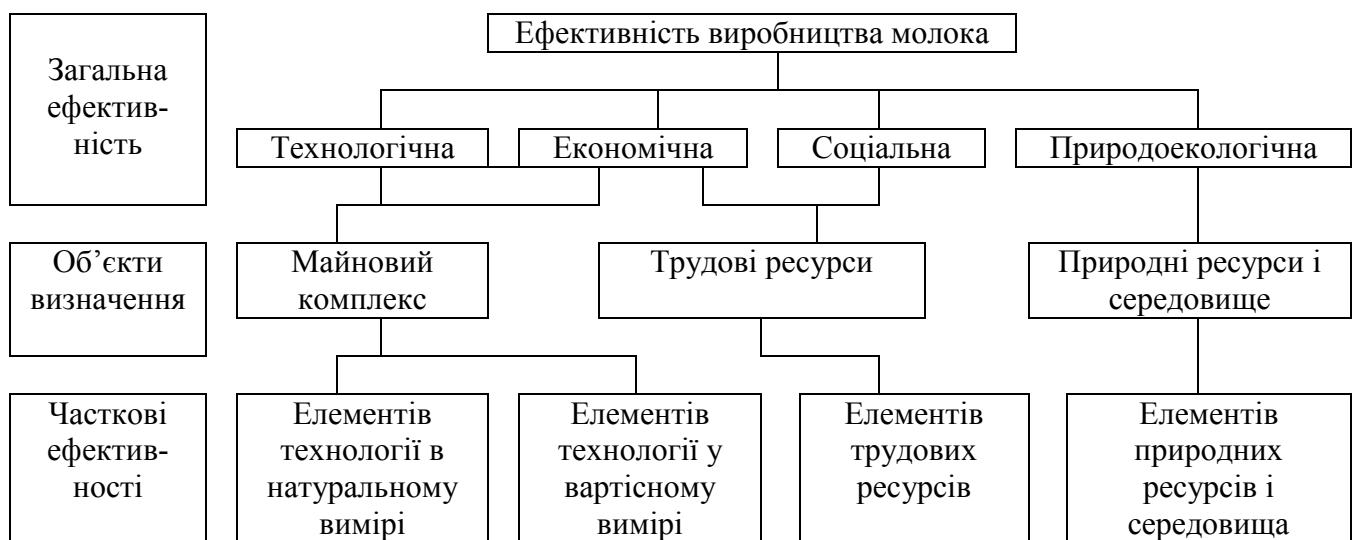 Ефективність виробництва молока
Загальна
ефектив-
ність
Технологічна
Економічна
Соціальна
Природоекологічна
Об’єкти
визначення
Майновий
комплекс
Трудові ресурси
Природні ресурси і
середовище
Часткові
ефектив-
ності
Елементів
технології в
натуральному
вимірі
Елементів
технології у
вартісному
вимірі
Елементів
трудових
ресурсів
Елементів
природних
ресурсів і
середовища